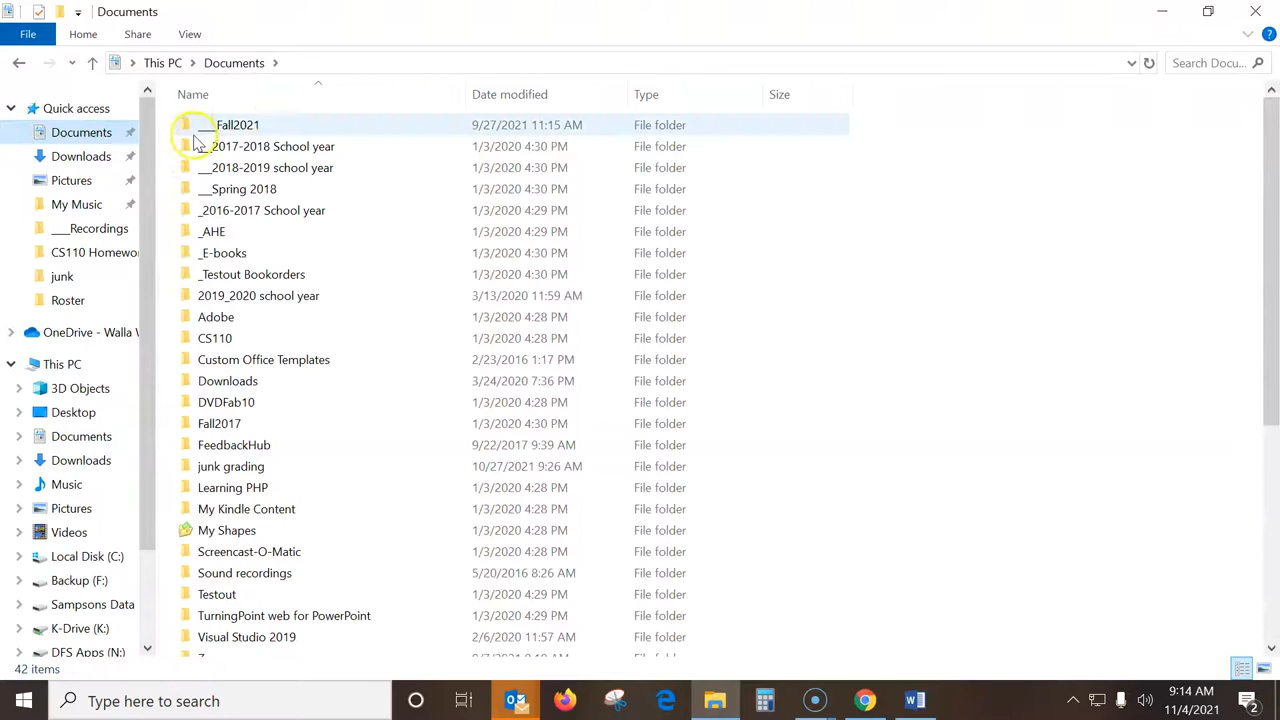 Documents
File Home Share View
This PC Documents Search Docu...
Name Date modified Type Size
Quick access
Documents
Downloads
Pictures
My Music
____Recordings
CS110 Homewor
junk
Roster
OneDrive - Walla W
This PC
3D Objects
Desktop
Documents
Downloads
Music
Pictures
Videos
Local Disk (C:)
Backup (F:)
Sampsons Data
K-Drive (K:)
DFS Apps (N:)
___Fall2021 9/27/2021 11:15 AM File folder
2017-2018 School year 1/3/2020 4:30 PM File folder
___2018-2019 school year 1/3/2020 4:30 PM File folder
__Spring 2018 1/3/2020 4:30 PM File folder
_2016-2017 School year 1/3/2020 4:29 PM File folder
_AHE 1/3/2020 4:29 PM File folder
_E-books 1/3/2020 4:30 PM File folder
_Testout Bookorders 1/3/2020 4:30 PM File folder
2019_2020 school year 3/13/2020 11:59 AM File folder
Adobe 1/3/2020 4:28 PM File folder
CS110 1/3/2020 4:28 PM File folder
Custom Office Templates 2/23/2016 1:17 PM File folder
Downloads 3/24/2020 7:36 PM File folder
DVDFab10 1/3/2020 4:28 PM File folder
Fall2017 1/3/2020 4:30 PM File folder
FeedbackHub 9/22/2017 9:39 AM File folder
junk grading 10/27/2021 9:26 AM File folder
Learning PHP 1/3/2020 4:28 PM File folder
My Kindle Content 1/3/2020 4:28 PM File folder
My Shapes 1/3/2020 4:28 PM File folder
Screencast-O-Matic 1/3/2020 4:28 PM File folder
Sound recordings 5/20/2016 8:26 AM File folder
Testout 1/3/2020 4:29 PM File folder
TurningPoint web for PowerPoint 1/3/2020 4:29 PM File folder
Visual Studio 2019 2/6/2020 11:57 AM File folder
42 items
Type here to search
9:14 AM
11/4/2021
2